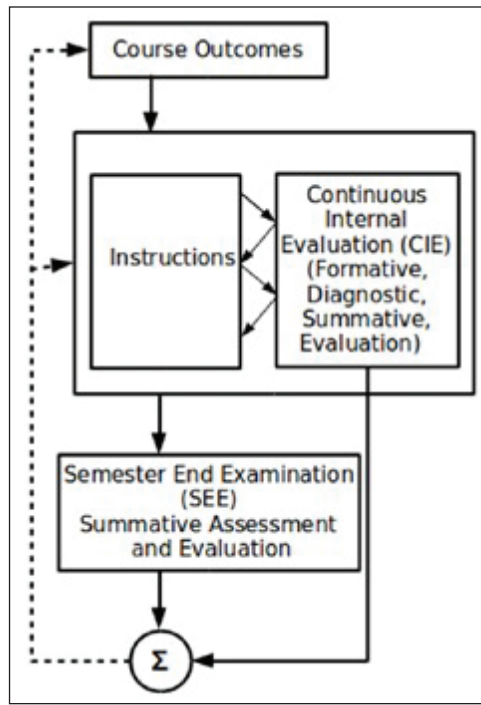 Course Outcomes
Instructions
Continuous
Internal
Evaluation (CIE)
(Formative,
Diagnostic,
Summative,
Evaluation)
Semester End Examination
(SEE)
Summative Assessment
and Evaluation
Σ